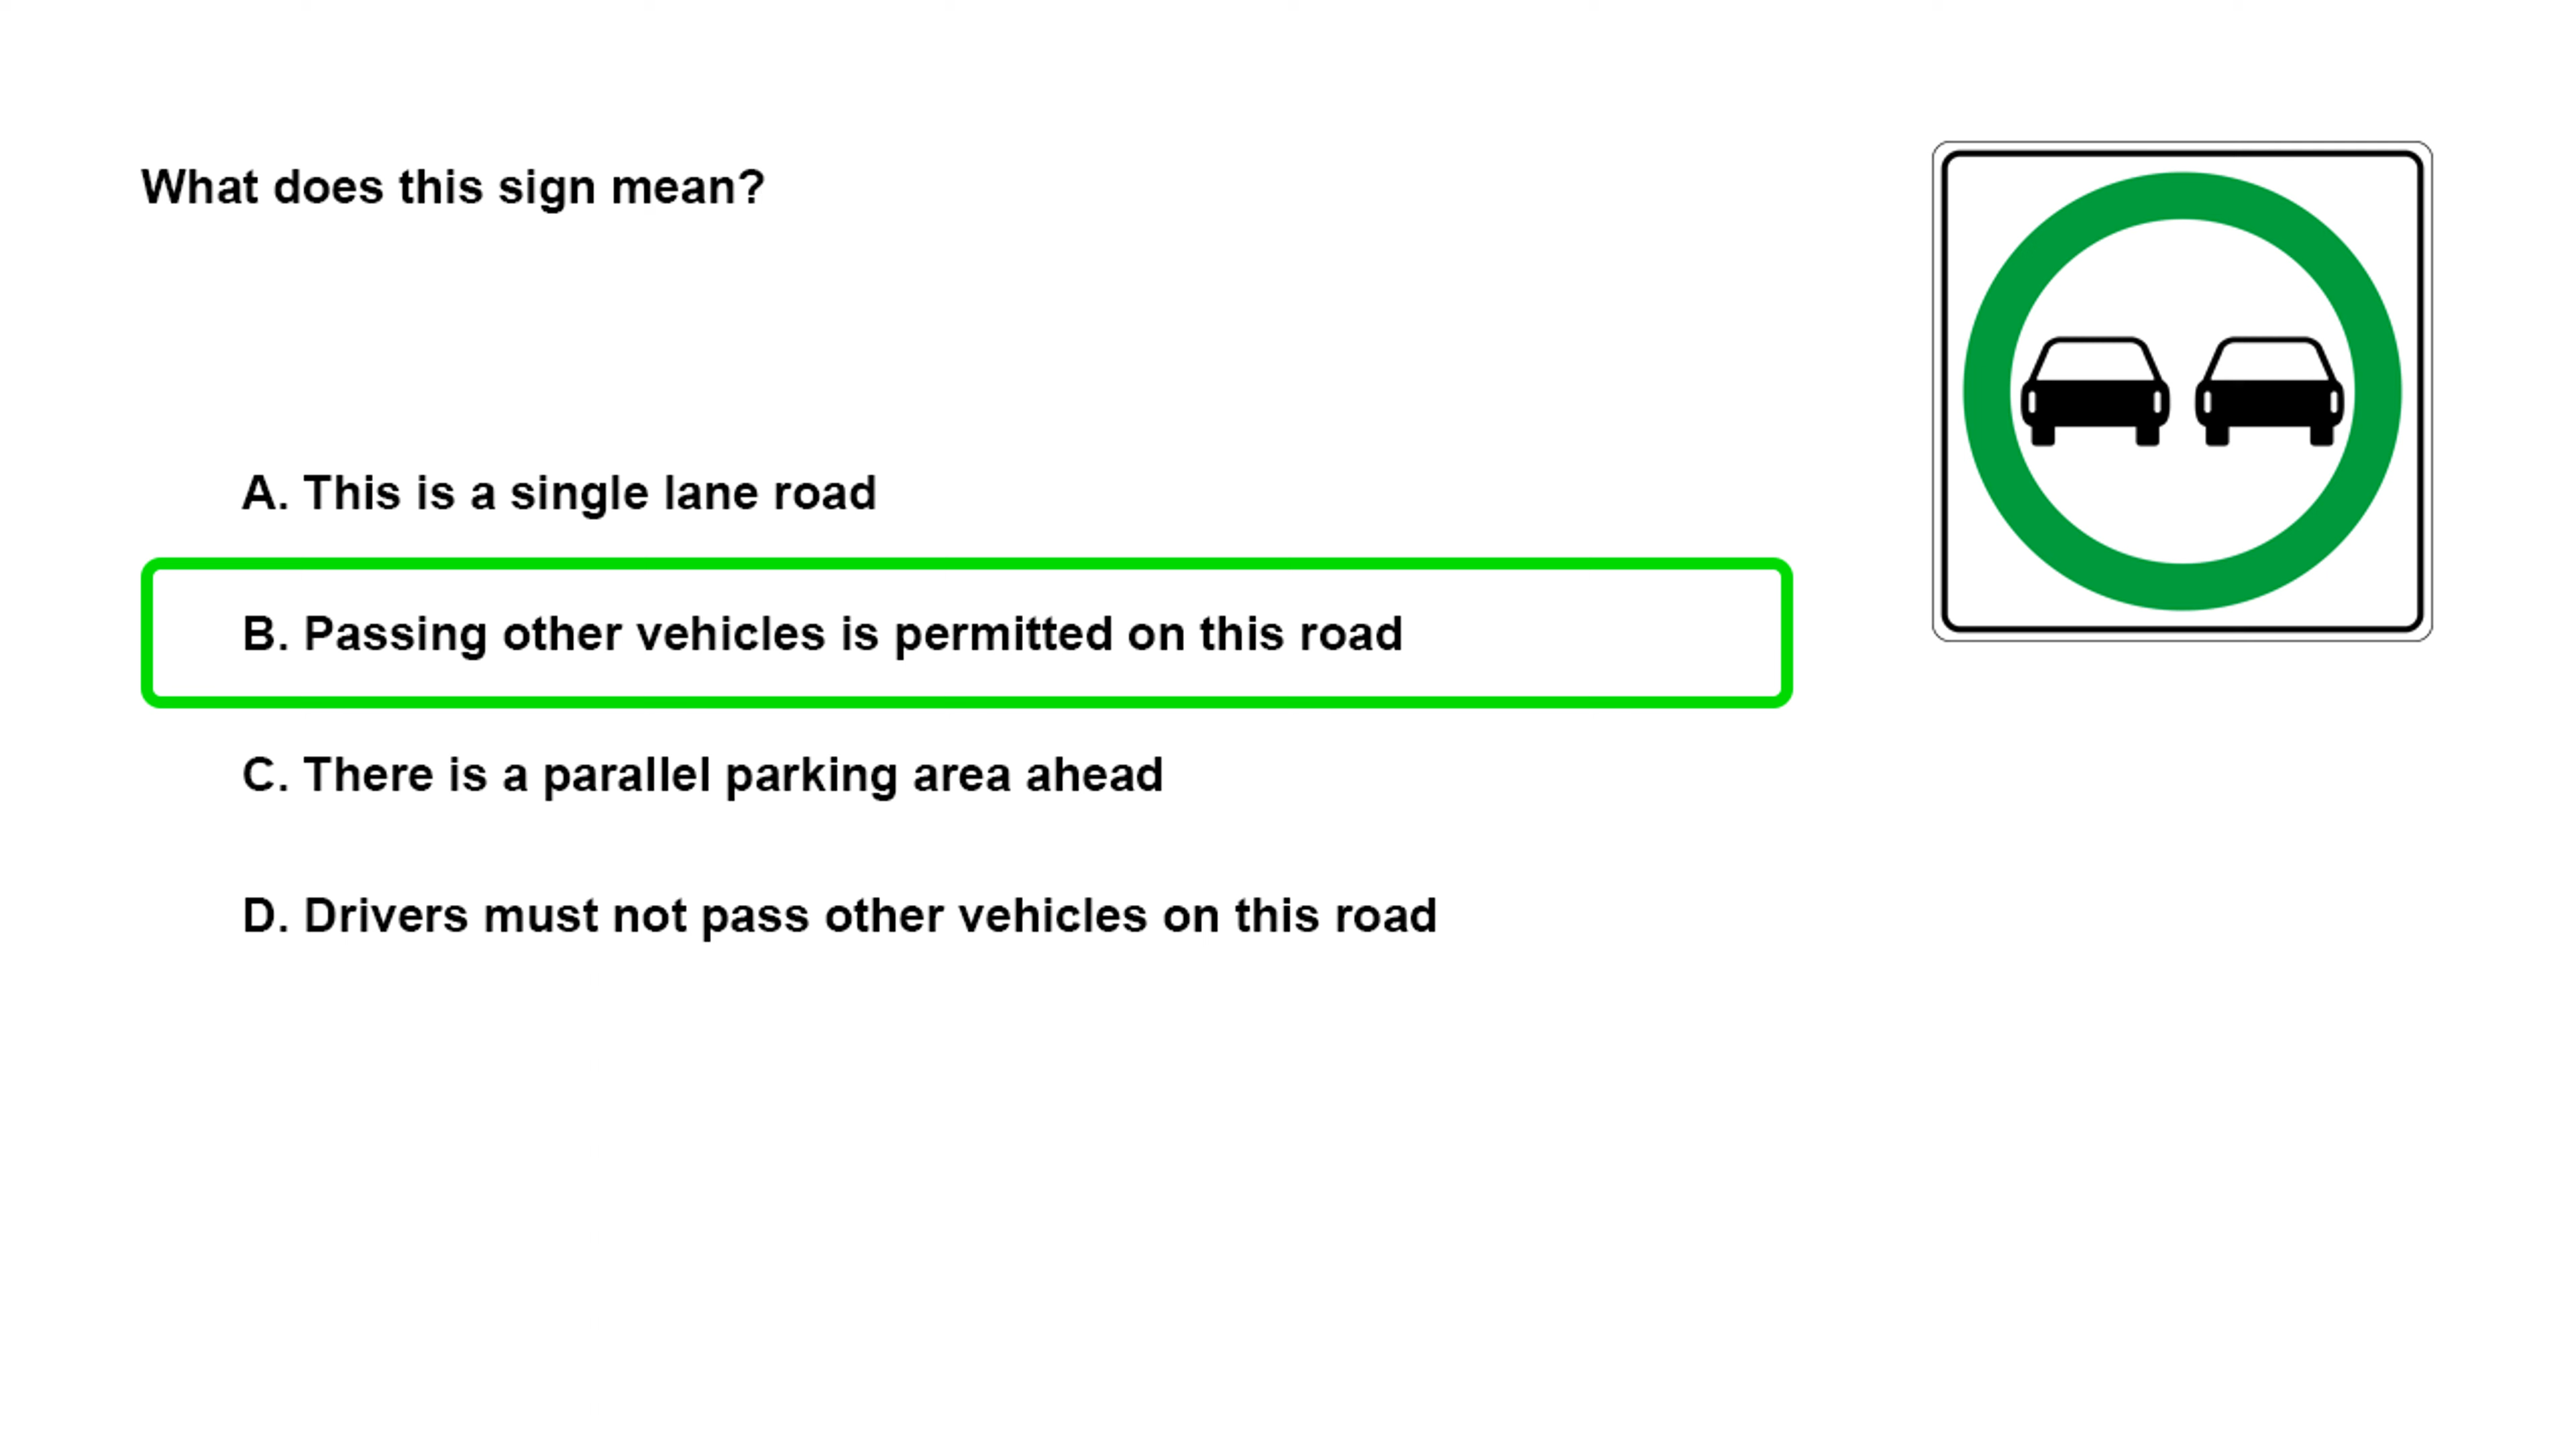 What does this sign mean?
A. This is a single lane road
B. Passing other vehicles is permitted on this road
C. There is a parallel parking area ahead
D. Drivers must not pass other vehicles on this road